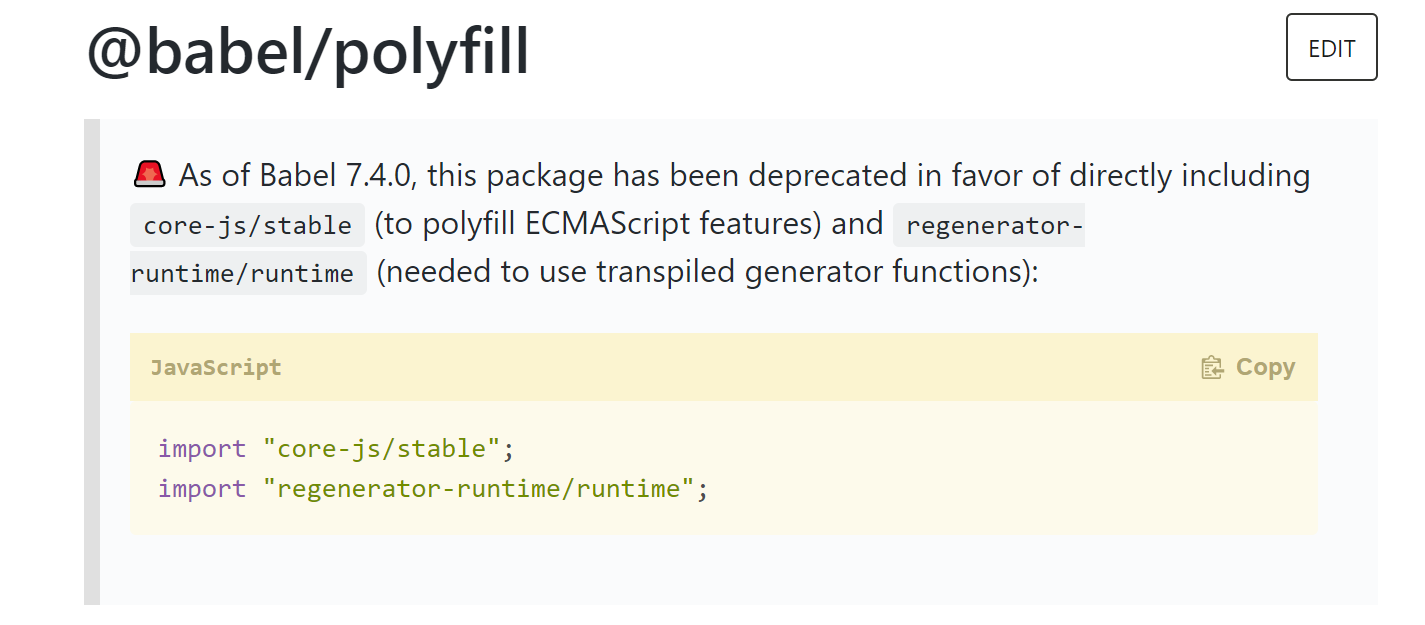 @babel/polyfill
EDIT
🚨 As of Babel 7.4.0, this package has been deprecated in favor of directly including
core-js/stable (to polyfill ECMAScript features) and regenerator-
runtime/runtime (needed to use transpiled generator functions):
JavaScript
Copy
import "core-js/stable";
import "regenerator-runtime/runtime";